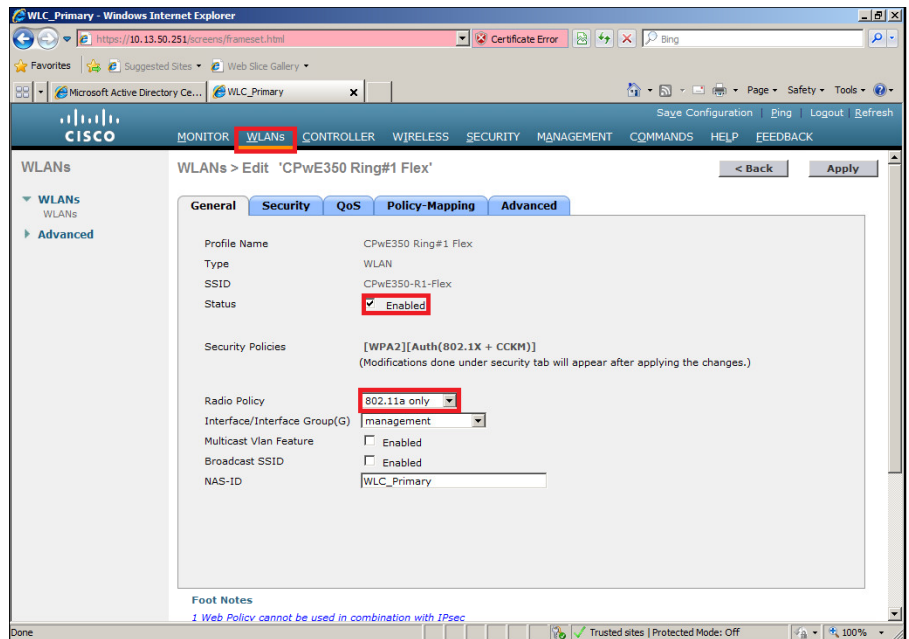 WLC_Primary - Windows Internet Explorer
https://10.13.50.251/screens/frameset.html Certificate Error Bing
Favorites Suggested Sites Web Slice Gallery
Microsoft Active Directory Ce... WLC_Primary x Page Safety Tools
Save Configuration | Ping | Logout | Refresh
CISCO MONITOR WLANs CONTROLLER WIRELESS SECURITY MANAGEMENT COMMANDS HELP FEEDBACK
WLANs WLANs > Edit 'CPwE350 Ring#1 Flex' < Back Apply
WLANs
WLANs
Advanced
General Security QoS Policy-Mapping Advanced
Profile Name CPwE350 Ring#1 Flex
Type WLAN
SSID CPwE350-R1-Flex
Status Enabled
Security Policies [WPA2][Auth(802.1X + CCKM)]
(Modifications done under security tab will appear after applying the changes.)
Radio Policy 802.11a only
Interface/Interface Group(G) management
Multicast Vlan Feature Enabled
Broadcast SSID Enabled
NAS-ID WLC_Primary
Foot Notes
1 Web Policy cannot be used in combination with IPsec
Done Trusted sites | Protected Mode: Off 100%